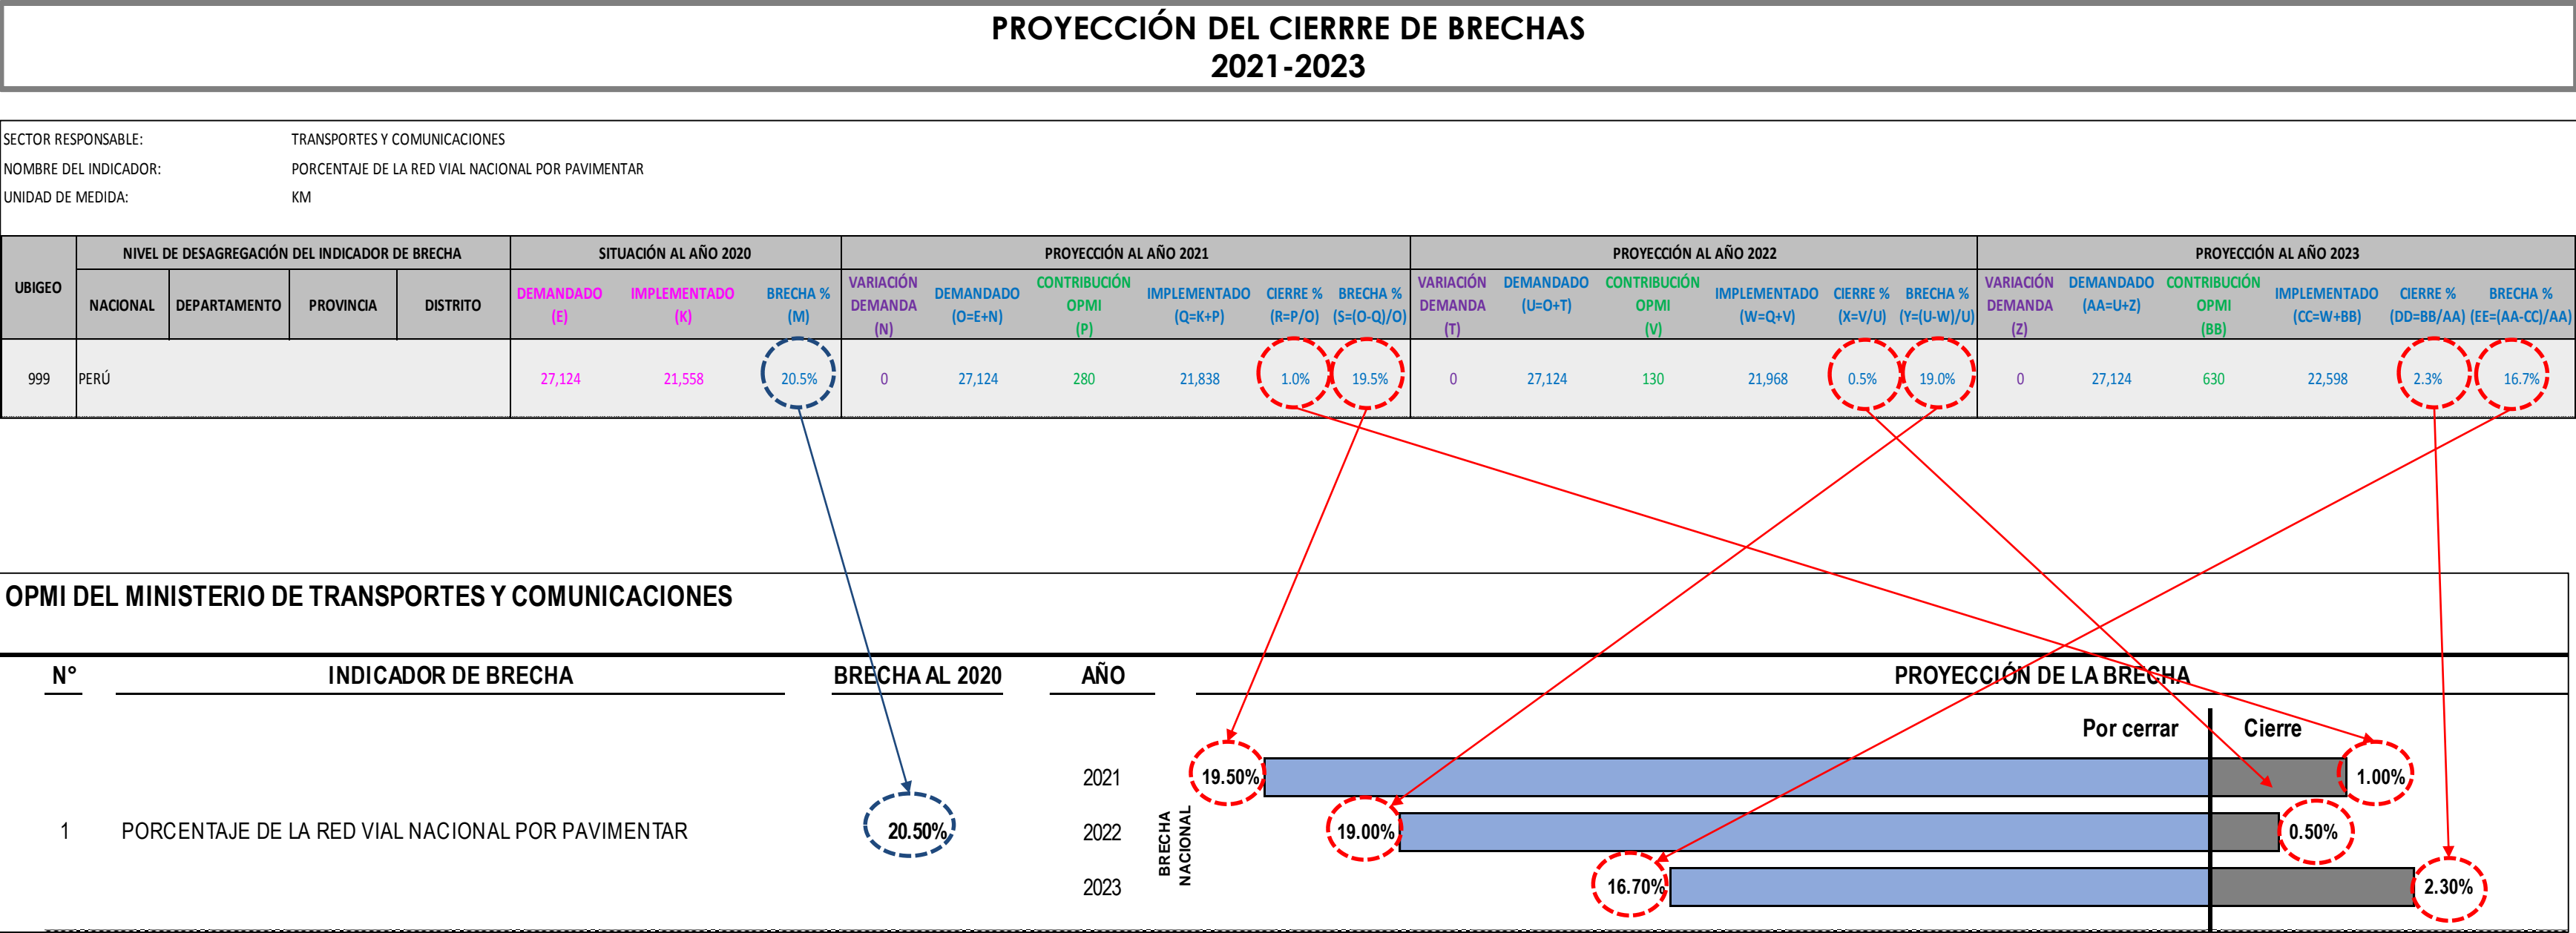 PROYECCIÓN DEL CIERRRE DE BRECHAS
2021-2023
SECTOR RESPONSABLE: TRANSPORTES Y COMUNICACIONES
NOMBRE DEL INDICADOR: PORCENTAJE DE LA RED VIAL NACIONAL POR PAVIMENTAR
UNIDAD DE MEDIDA: KM
UBIGEO
NIVEL DE DESAGREGACIÓN DEL INDICADOR DE BRECHA
SITUACIÓN AL AÑO 2020
PROYECCIÓN AL AÑO 2021
PROYECCIÓN AL AÑO 2022
PROYECCIÓN AL AÑO 2023
NACIONAL
DEPARTAMENTO
PROVINCIA
DISTRITO
DEMANDADO
(E)
IMPLEMENTADO
(K)
BRECHA %
(M)
VARIACIÓN
DEMANDA
(N)
DEMANDADO
(O=E+N)
CONTRIBUCIÓN
OPMI
(P)
IMPLEMENTADO
(Q=K+P)
CIERRE %
(R=P/O)
BRECHA %
(S=(O-Q)/O)
VARIACIÓN
DEMANDA
(T)
DEMANDADO
(U=O+T)
CONTRIBUCIÓN
OPMI
(V)
IMPLEMENTADO
(W=Q+V)
CIERRE %
(X=V/U)
BRECHA %
(Y=(U-W)/U)
VARIACIÓN
DEMANDA
(Z)
DEMANDADO
(AA=U+Z)
CONTRIBUCIÓN
OPMI
(BB)
IMPLEMENTADO
(CC=W+BB)
CIERRE %
(DD=BB/AA)
BRECHA %
(EE=(AA-CC)/AA)
999 PERÚ 27,124 21,558 20.5% 0 27,124 280 21,838 1.0% 19.5% 0 27,124 130 21,968 0.5% 19.0% 0 27,124 630 22,598 2.3% 16.7%
OPMI DEL MINISTERIO DE TRANSPORTES Y COMUNICACIONES
N° INDICADOR DE BRECHA BRECHA AL 2020 AÑO PROYECCIÓN DE LA BRECHA
Por cerrar Cierre
2021 19.50% 1.00%
1 PORCENTAJE DE LA RED VIAL NACIONAL POR PAVIMENTAR 20.50% 2022 19.00% 0.50%
BRECHA
NACIONAL
2023 16.70% 2.30%